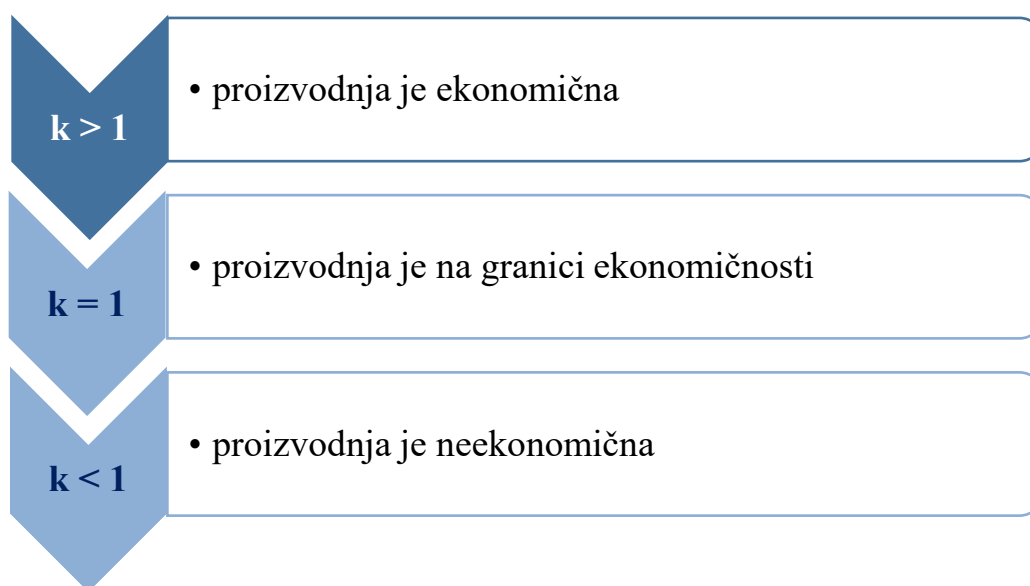 k > 1
• proizvodnja je ekonomična
k = 1
• proizvodnja je na granici ekonomičnosti
k < 1
• proizvodnja je neekonomična